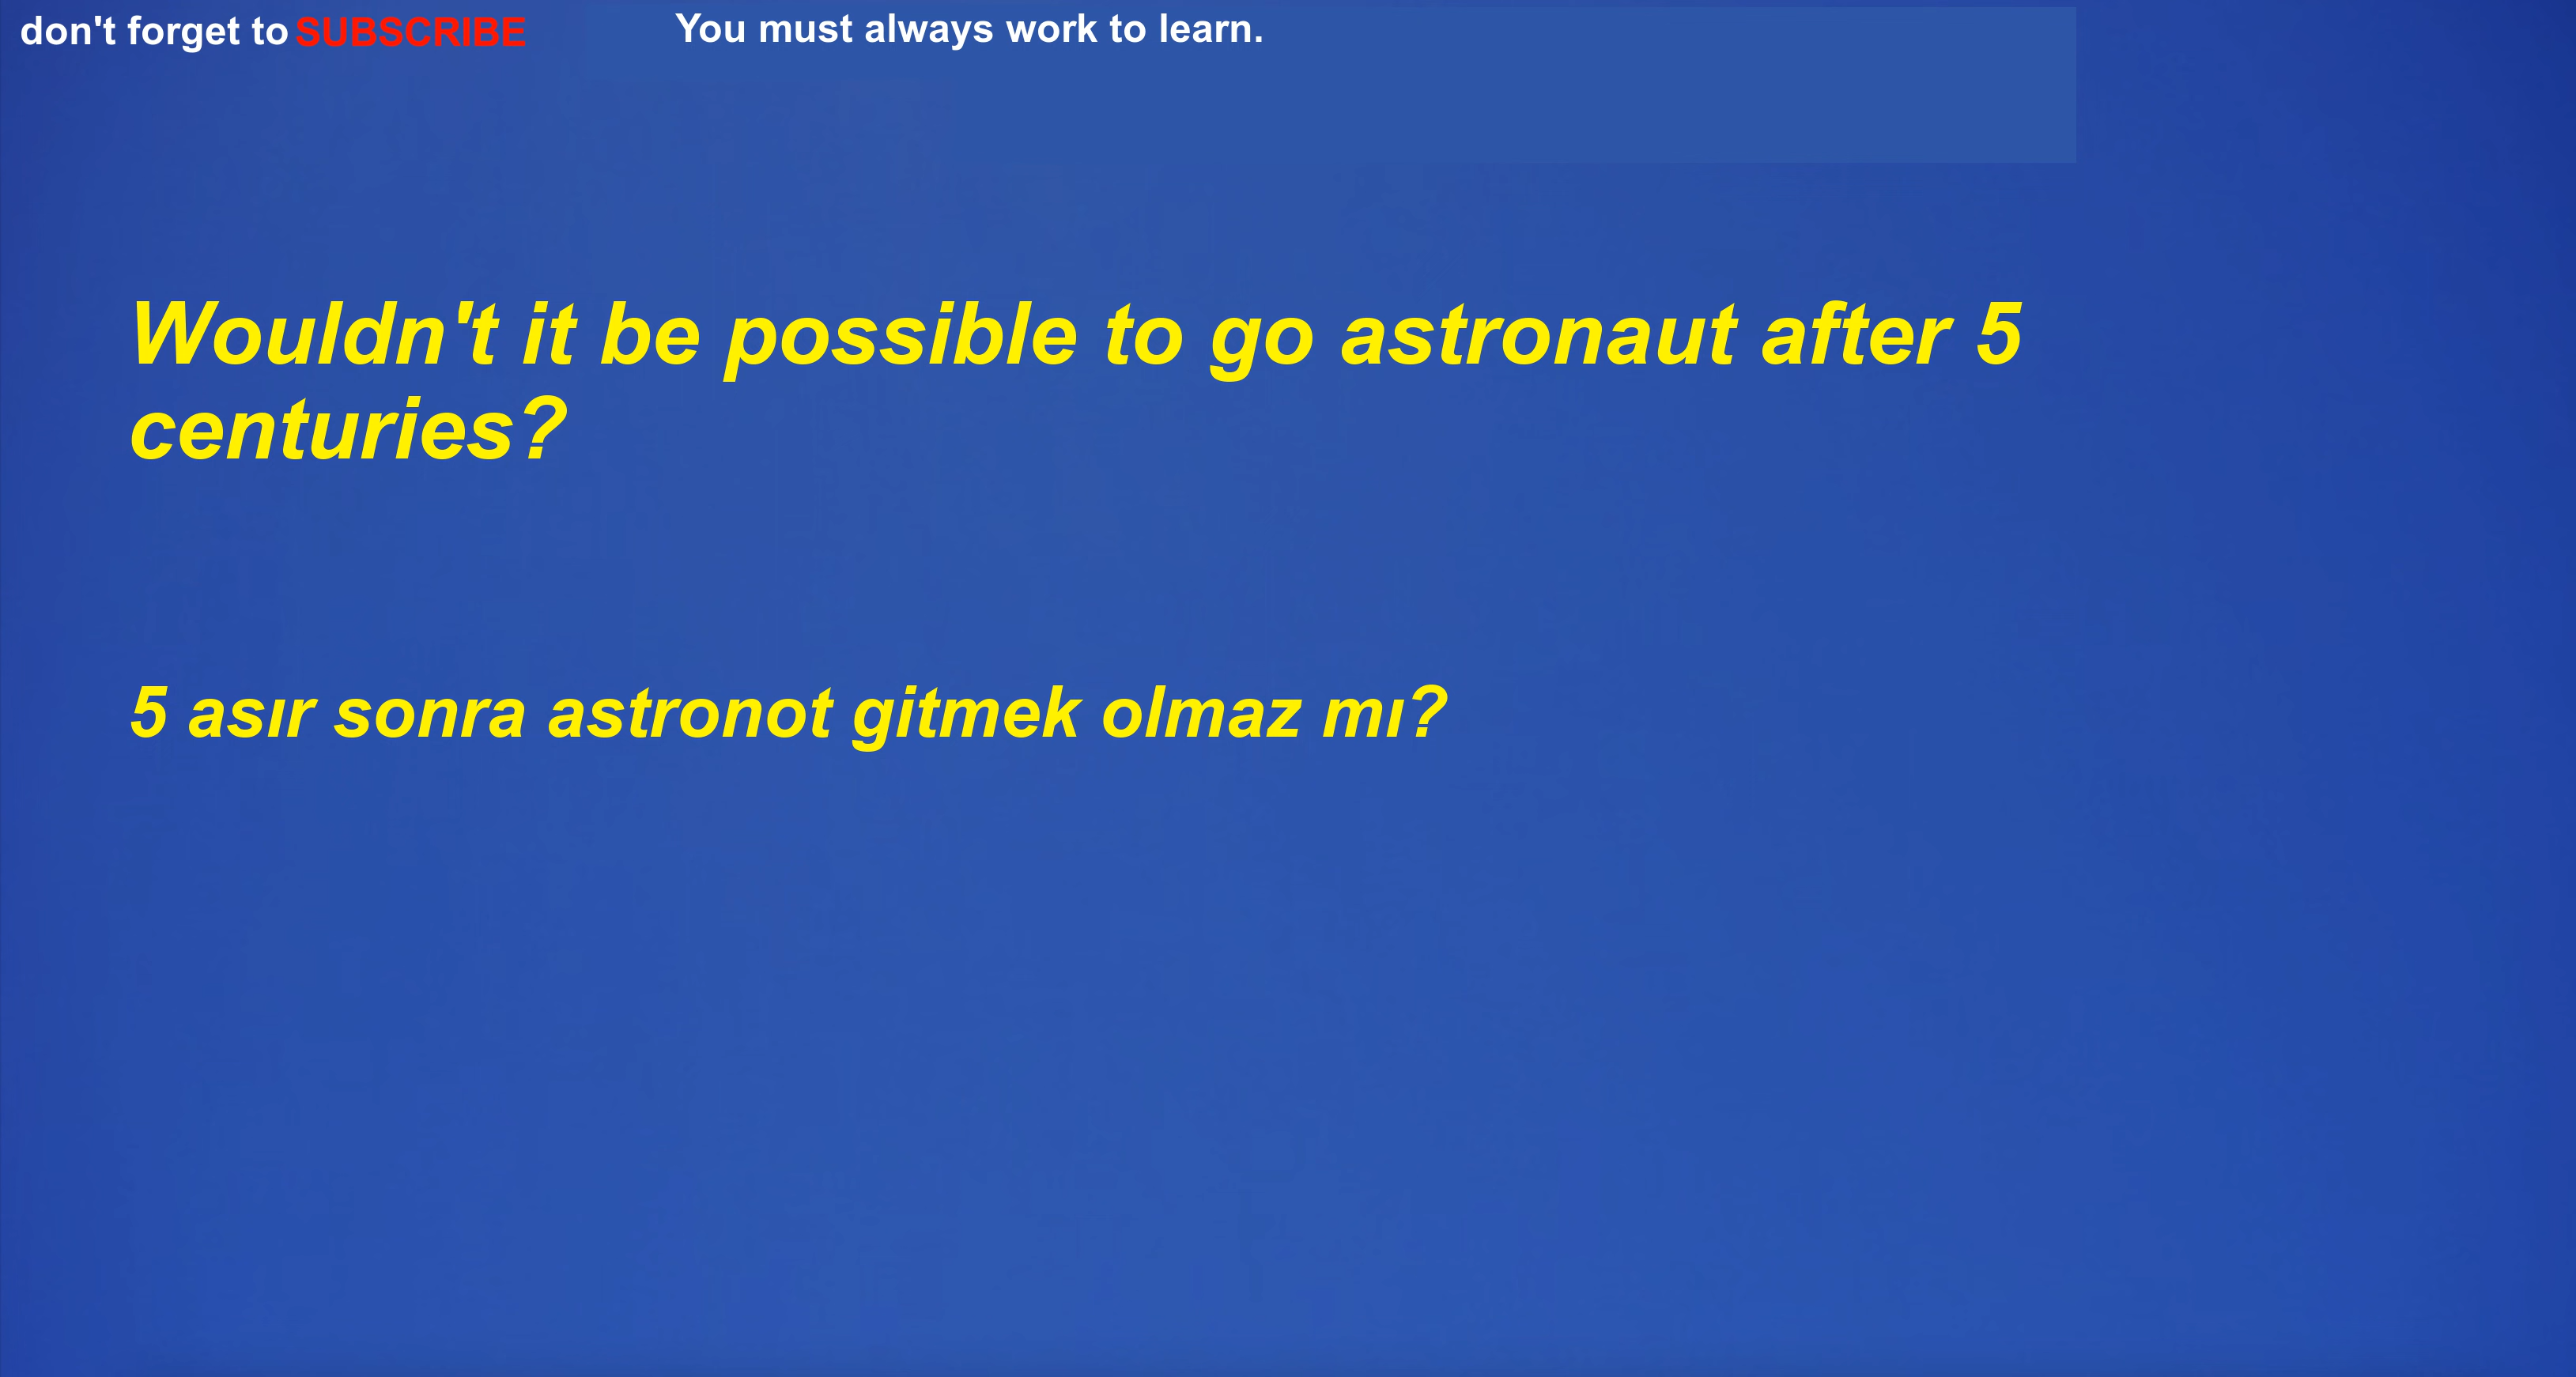 don't forget to SUBSCRIBE
You must always work to learn.
Wouldn't it be possible to go astronaut after 5
centuries?
5 asır sonra astronot gitmek olmaz mı?